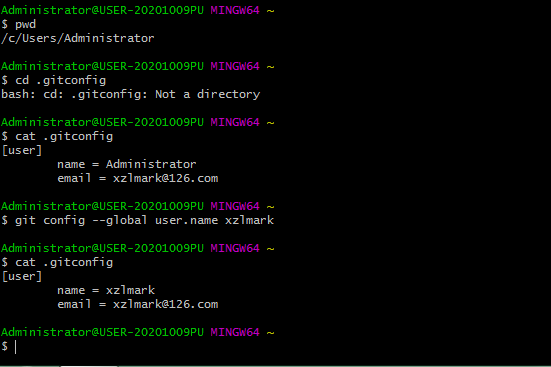 Administrator@USER-20201009PU MINGW64 ~
$ pwd
/c/Users/Administrator
Administrator@USER-20201009PU MINGW64 ~
$ cd .gitconfig
bash: cd: .gitconfig: Not a directory
Administrator@USER-20201009PU MINGW64 ~
$ cat .gitconfig
[user]
        name = Administrator
        email = xzlmark@126.com
Administrator@USER-20201009PU MINGW64 ~
$ git config --global user.name xzlmark
Administrator@USER-20201009PU MINGW64 ~
$ cat .gitconfig
[user]
        name = xzlmark
        email = xzlmark@126.com
Administrator@USER-20201009PU MINGW64 ~
$